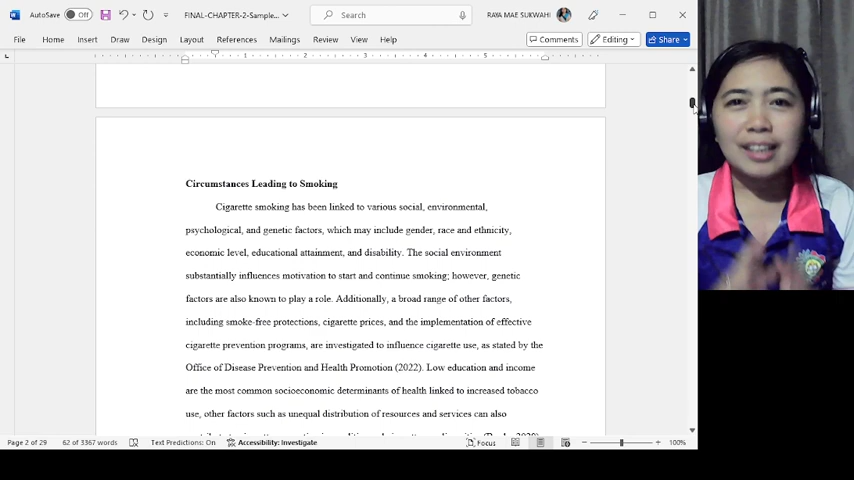 AutoSave Off FINAL-CHAPTER-2-Sample... Search RAYA MAE SUKWAHI
File Home Insert Draw Design Layout References Mailings Review View Help Comments Editing Share
1 2 3 4 5
Circumstances Leading to Smoking
Cigarette smoking has been linked to various social, environmental,
psychological, and genetic factors, which may include gender, race and ethnicity,
economic level, educational attainment, and disability. The social environment
substantially influences motivation to start and continue smoking; however, genetic
factors are also known to play a role. Additionally, a broad range of other factors,
including smoke-free protections, cigarette prices, and the implementation of effective
cigarette prevention programs, are investigated to influence cigarette use, as stated by the
Office of Disease Prevention and Health Promotion (2022). Low education and income
are the most common socioeconomic determinants of health linked to increased tobacco
use, other factors such as unequal distribution of resources and services can also
Page 2 of 29 62 of 3367 words Text Predictions: On Accessibility: Investigate Focus 100%